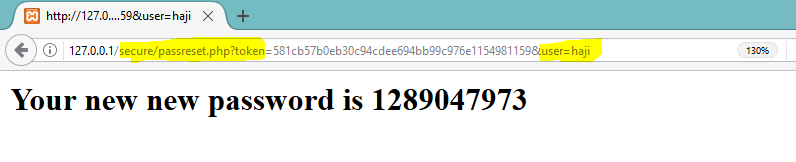 http://127.0....59&user=haji
127.0.0.1/secure/passreset.php?token=581cb57b0eb30c94cdee694bb99c976e1154981159&user=haji 130%
Your new new password is 1289047973